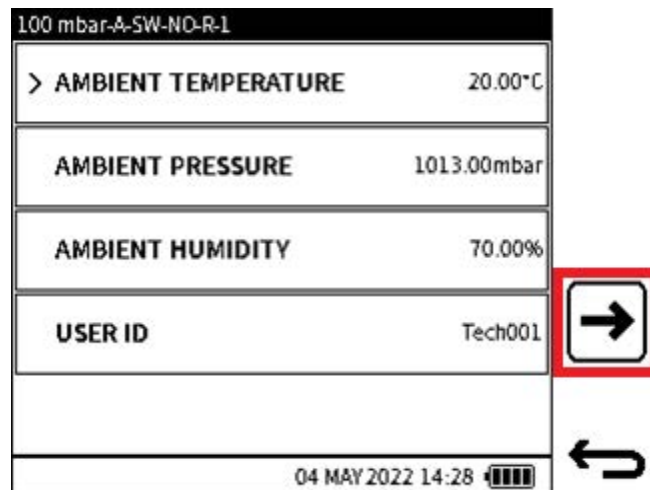 100 mbar-A-SW-NO-R-1
> AMBIENT TEMPERATURE 20.00°C
AMBIENT PRESSURE 1013.00mbar
AMBIENT HUMIDITY 70.00%
USER ID Tech001
04 MAY 2022 14:28